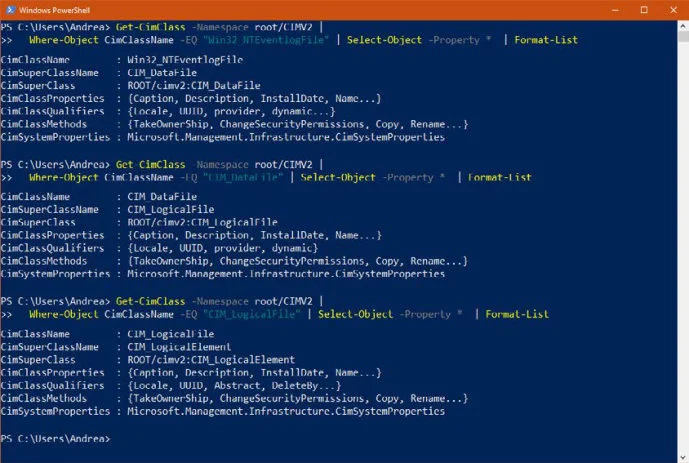 Windows PowerShell
PS C:\Users\Andrea> Get-CimClass -Namespace root/CIMV2 |
>> Where-Object CimClassName -EQ "Win32_NTEventlogFile" | Select-Object -Property * | Format-List
CimClassName : Win32_NTEventlogFile
CimSuperClassName : CIM_DataFile
CimSuperClass : ROOT/cimv2:CIM_DataFile
CimClassProperties : {Caption, Description, InstallDate, Name...}
CimClassQualifiers : {Locale, UUID, provider, dynamic...}
CimClassMethods : {TakeOwnerShip, ChangeSecurityPermissions, Copy, Rename...}
CimSystemProperties : Microsoft.Management.Infrastructure.CimSystemProperties
PS C:\Users\Andrea> Get-CimClass -Namespace root/CIMV2 |
>> Where-Object CimClassName -EQ "CIM_DataFile" | Select-Object -Property * | Format-List
CimClassName : CIM_DataFile
CimSuperClassName : CIM_LogicalFile
CimSuperClass : ROOT/cimv2:CIM_LogicalFile
CimClassProperties : {Caption, Description, InstallDate, Name...}
CimClassQualifiers : {Locale, UUID, provider, dynamic}
CimClassMethods : {TakeOwnerShip, ChangeSecurityPermissions, Copy, Rename...}
CimSystemProperties : Microsoft.Management.Infrastructure.CimSystemProperties
PS C:\Users\Andrea> Get-CimClass -Namespace root/CIMV2 |
>> Where-Object CimClassName -EQ "CIM_LogicalFile" | Select-Object -Property * | Format-List
CimClassName : CIM_LogicalFile
CimSuperClassName : CIM_LogicalElement
CimSuperClass : ROOT/cimv2:CIM_LogicalElement
CimClassProperties : {Caption, Description, InstallDate, Name...}
CimClassQualifiers : {Locale, UUID, Abstract, DeleteBy...}
CimClassMethods : {TakeOwnerShip, ChangeSecurityPermissions, Copy, Rename...}
CimSystemProperties : Microsoft.Management.Infrastructure.CimSystemProperties
PS C:\Users\Andrea>